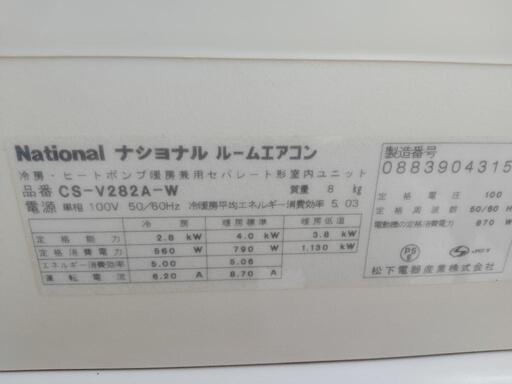 National ナショナル ルームエアコン
冷房・ヒートポンプ暖房兼用セパレート形室内ユニット
品番 CS-V282A-W 質量 8 kg
電源 単相 100V 50/60Hz 冷暖房平均エネルギー消費効率 5.03
冷房 暖房標準 暖房低温
定格能力 2.8 kW 4.0 kW 3.8 kW
定格消費電力 560 W 790 W 1,130 W
エネルギー消費効率 5.00 5.06
運転電流 6.20 A 8.70 A
製造番号
0883904315
定格電圧 100
定格周波数 50/60 H
電動機の定格消費電力 870 W
PS
E
JET
松下電器産業株式会社